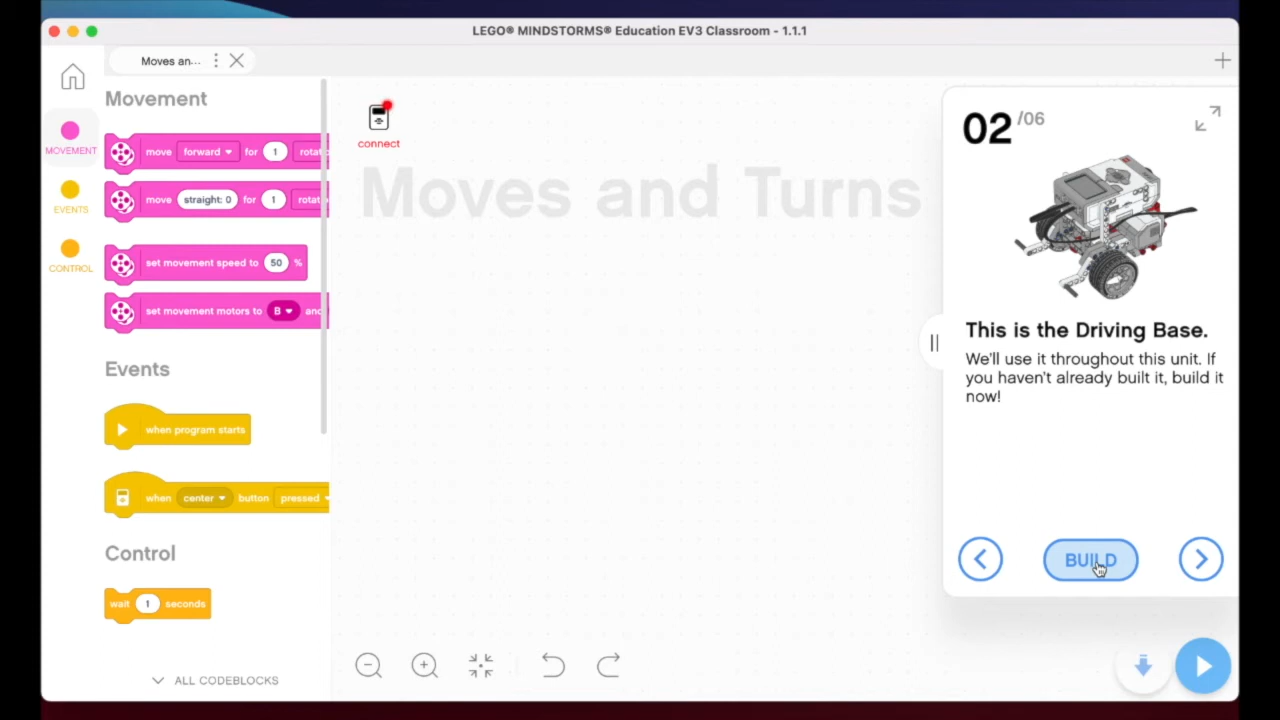 LEGO® MINDSTORMS® Education EV3 Classroom - 1.1.1
Moves an...
Movement
MOVEMENT
EVENTS
CONTROL
move forward for 1
move straight: 0 for 1
set movement speed to 50 %
set movement motors to B
Events
when program starts
when center button pressed
Control
wait 1 seconds
ALL CODEBLOCKS
connect
Moves and Turns
02 /06
This is the Driving Base.
We'll use it throughout this unit. If
you haven't already built it, build it
now!
BUILD